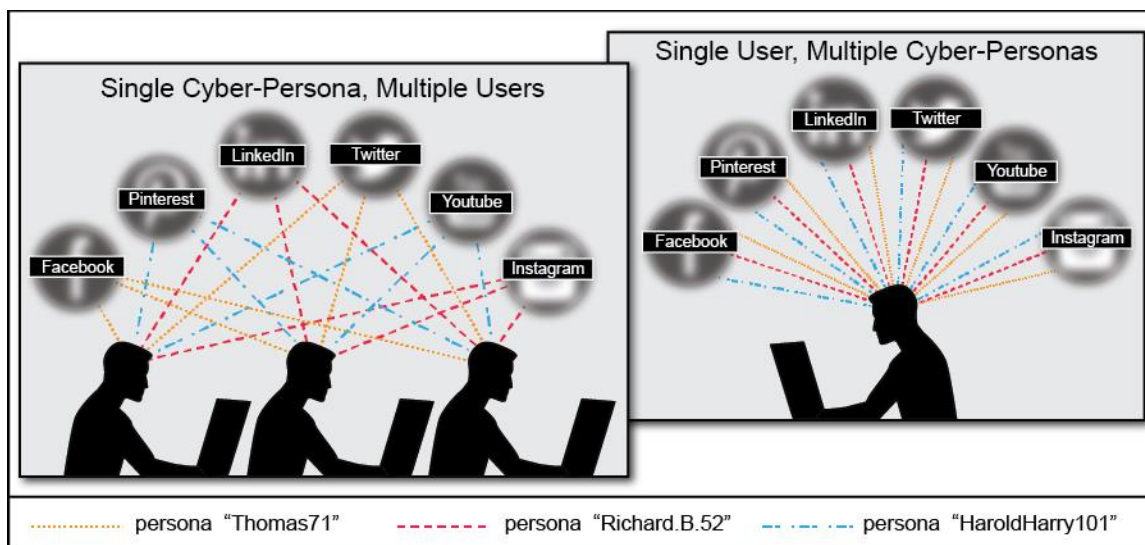 Single Cyber-Persona, Multiple Users
LinkedIn
Twitter
Pinterest
Youtube
Facebook
Instagram
Single User, Multiple Cyber-Personas
LinkedIn
Twitter
Pinterest
Youtube
Facebook
Instagram
persona “Thomas71” persona “Richard.B.52” persona “HaroldHarry101”